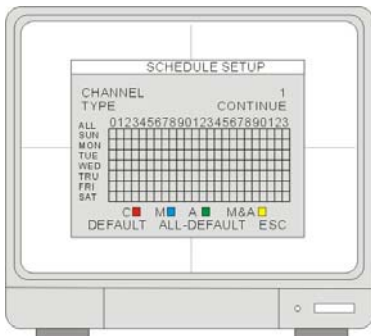 SCHEDULE SETUP
CHANNEL 1
TYPE CONTINUE
ALL 012345678901234567890123
SUN
MON
TUE
WED
TRU
FRI
SAT
C M A M&A
DEFAULT ALL-DEFAULT ESC